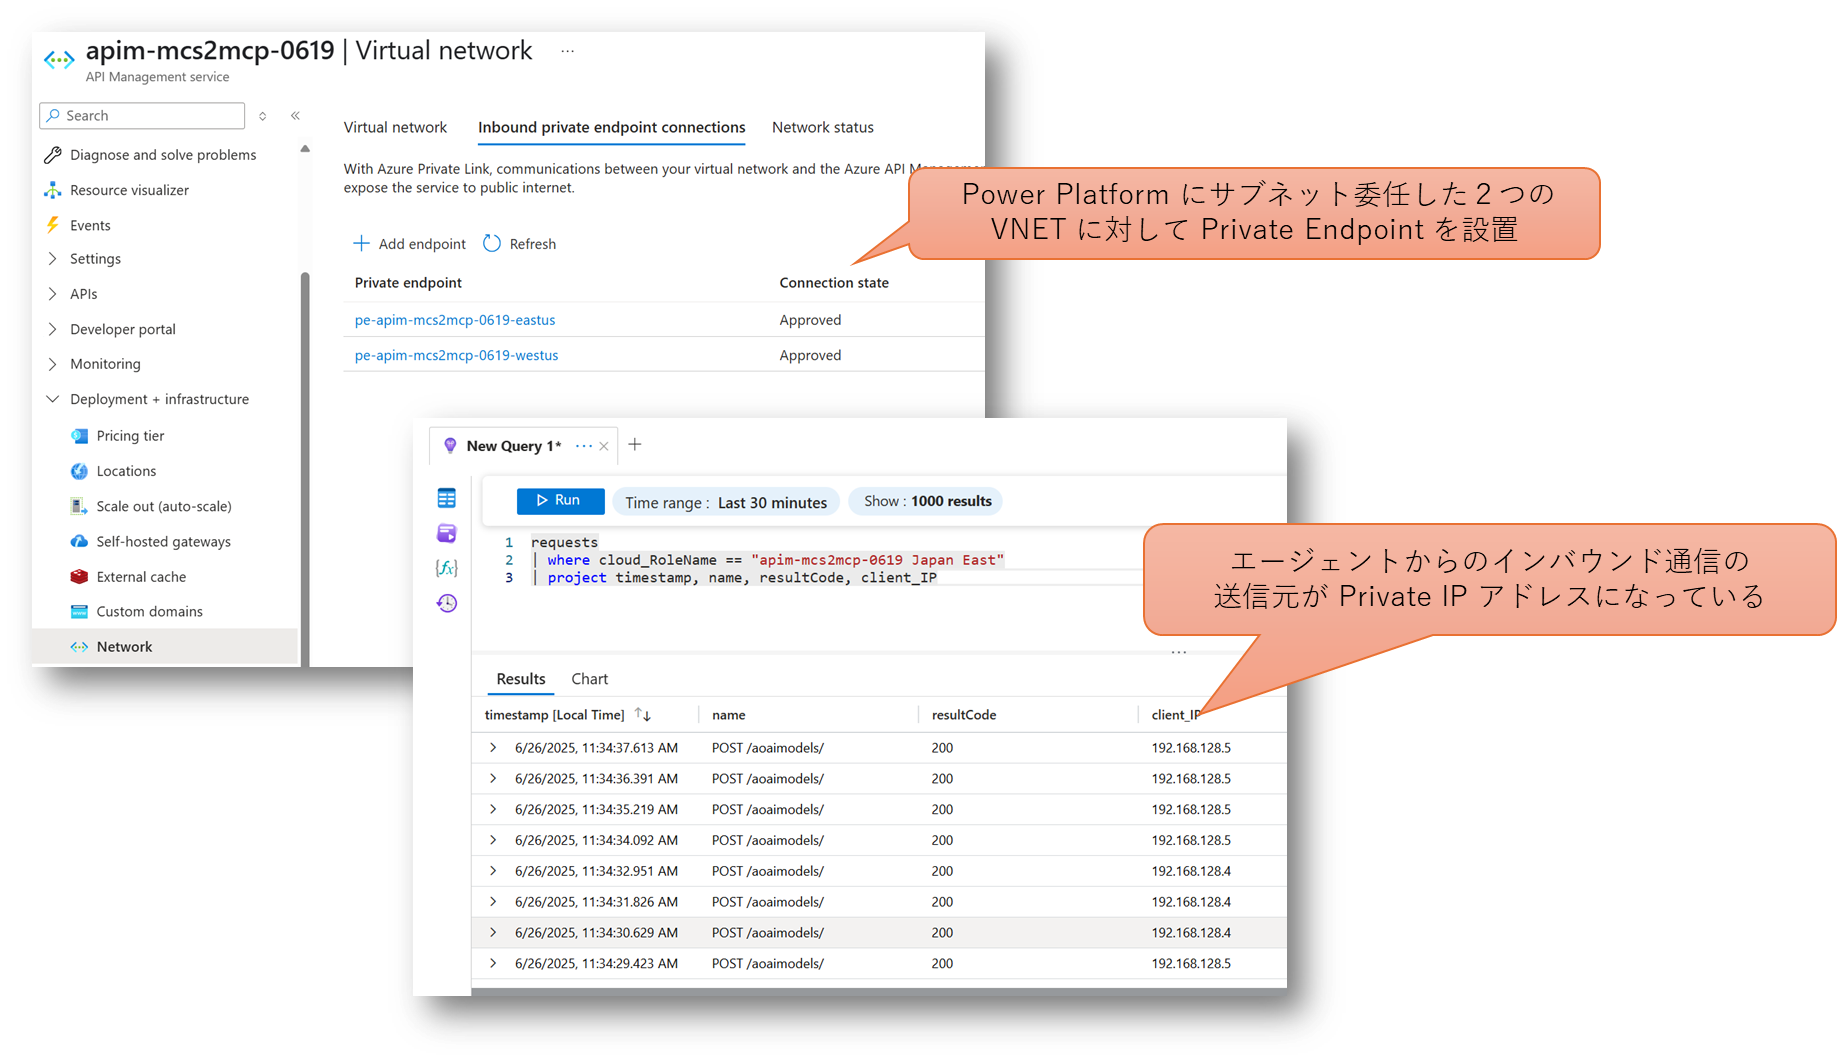 apim-mcs2mcp-0619 | Virtual network ...
API Management service
Search
Diagnose and solve problems
Resource visualizer
Events
Settings
APIs
Developer portal
Monitoring
Deployment + infrastructure
Pricing tier
Locations
Scale out (auto-scale)
Self-hosted gateways
External cache
Custom domains
Network
Virtual network Inbound private endpoint connections Network status
With Azure Private Link, communications between your virtual network and the Azure API
expose the service to public internet.
Add endpoint Refresh
Private endpoint Connection state
pe-apim-mcs2mcp-0619-eastus Approved
pe-apim-mcs2mcp-0619-westus Approved
Power Platform にサブネット委任した２つの
VNET に対して Private Endpoint を設置
New Query 1* ...
Run Time range : Last 30 minutes Show : 1000 results
1 requests
2 | where cloud_RoleName == "apim-mcs2mcp-0619 Japan East"
3 | project timestamp, name, resultCode, client_IP
エージェントからのインバウンド通信の
送信元が Private IP アドレスになっている
Results Chart
timestamp [Local Time] name resultCode client_IP
6/26/2025, 11:34:37.613 AM POST /aoaimodels/ 200 192.168.128.5
6/26/2025, 11:34:36.391 AM POST /aoaimodels/ 200 192.168.128.5
6/26/2025, 11:34:35.219 AM POST /aoaimodels/ 200 192.168.128.5
6/26/2025, 11:34:34.092 AM POST /aoaimodels/ 200 192.168.128.5
6/26/2025, 11:34:32.951 AM POST /aoaimodels/ 200 192.168.128.4
6/26/2025, 11:34:31.826 AM POST /aoaimodels/ 200 192.168.128.4
6/26/2025, 11:34:30.629 AM POST /aoaimodels/ 200 192.168.128.4
6/26/2025, 11:34:29.423 AM POST /aoaimodels/ 200 192.168.128.5